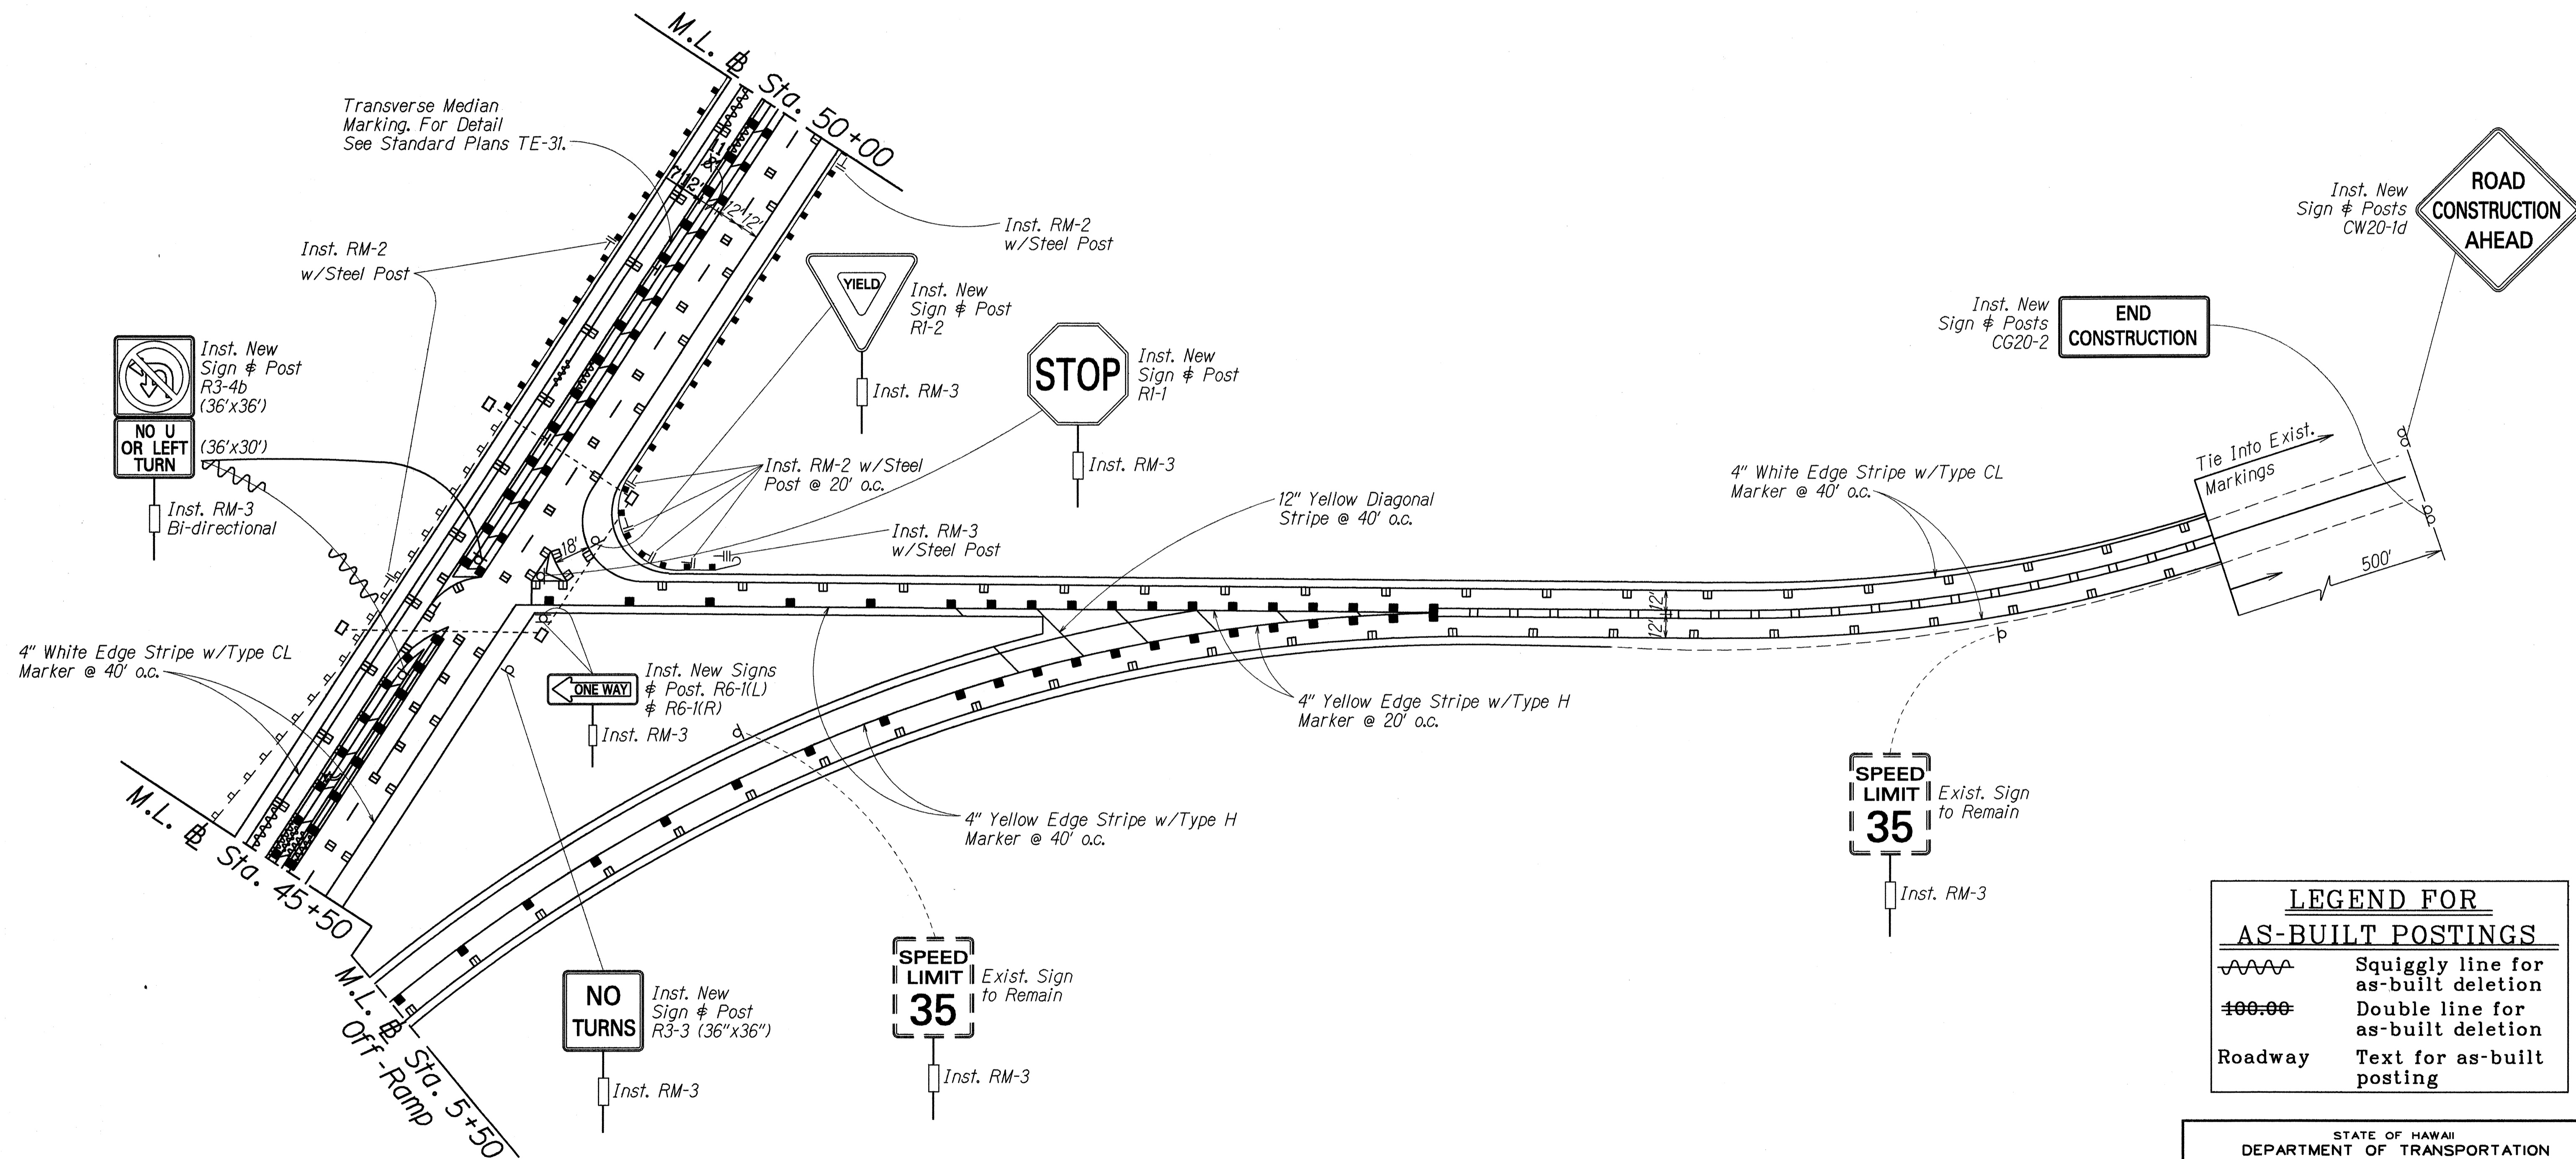 M.L. B Sta. 50+00
Transverse Median
Marking. For Detail
See Standard Plans TE-31.
7'
12'
12'
12'
Inst. RM-2
w/Steel Post
Inst. RM-2
w/Steel Post
YIELD
Inst. New
Sign & Post
R1-2
Inst. RM-3
STOP
Inst. New
Sign & Post
R1-1
Inst. RM-3
ROAD
CONSTRUCTION
AHEAD
Inst. New
Sign & Posts
CW20-1d
END
CONSTRUCTION
Inst. New
Sign & Posts
CG20-2
Inst. New
Sign & Post
R3-4b
(36'x36')
NO U
OR LEFT
TURN
(36'x30')
Inst. RM-3
Bi-directional
Inst. RM-2 w/Steel
Post @ 20' o.c.
Inst. RM-3
w/Steel Post
18'
12" Yellow Diagonal
Stripe @ 40' o.c.
4" White Edge Stripe w/Type CL
Marker @ 40' o.c.
Tie Into Exist.
Markings
500'
12'
12'
4" White Edge Stripe w/Type CL
Marker @ 40' o.c.
ONE WAY
Inst. New Signs
& Post. R6-1(L)
& R6-1(R)
Inst. RM-3
4" Yellow Edge Stripe w/Type H
Marker @ 20' o.c.
4" Yellow Edge Stripe w/Type H
Marker @ 40' o.c.
SPEED
LIMIT
35
Exist. Sign
to Remain
Inst. RM-3
M.L. B Sta. 45+50
M.L. B Sta. 5+50
Off-Ramp
NO
TURNS
Inst. New
Sign & Post
R3-3 (36"x36")
Inst. RM-3
SPEED
LIMIT
35
Exist. Sign
to Remain
Inst. RM-3
LEGEND FOR
AS-BUILT POSTINGS
Squiggly line for
as-built deletion
100.00 Double line for
as-built deletion
Roadway Text for as-built
posting
STATE OF HAWAII
DEPARTMENT OF TRANSPORTATION